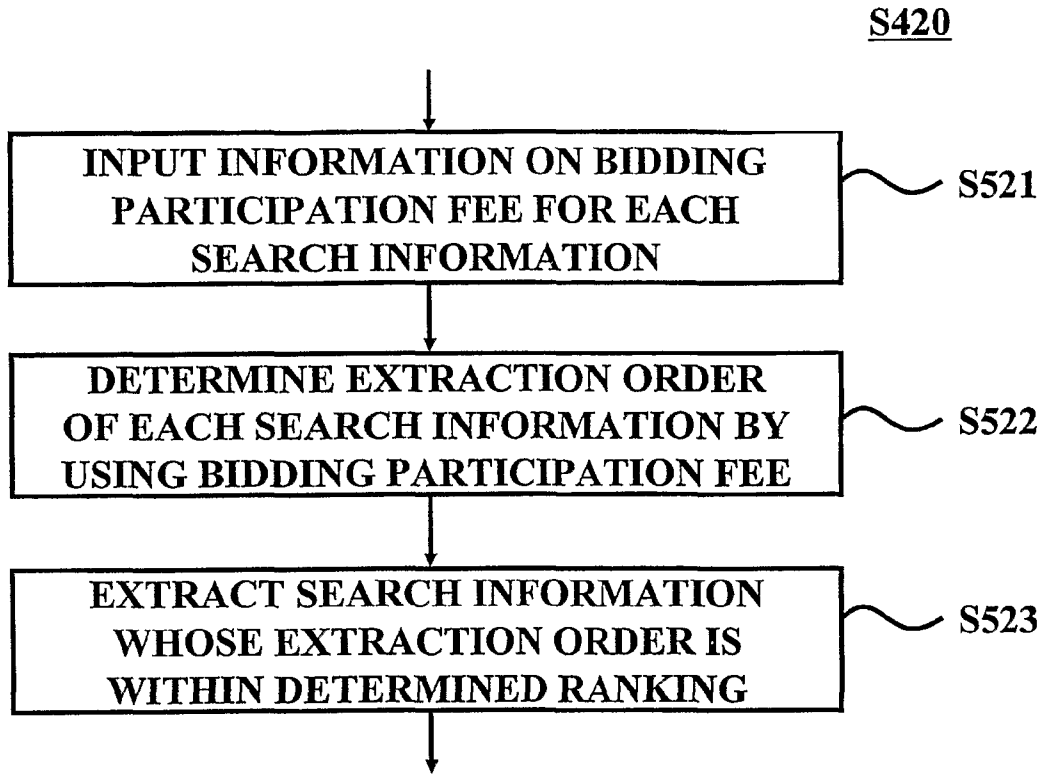 S420
INPUT INFORMATION ON BIDDING
PARTICIPATION FEE FOR EACH
SEARCH INFORMATION
S521
DETERMINE EXTRACTION ORDER
OF EACH SEARCH INFORMATION BY
USING BIDDING PARTICIPATION FEE
S522
EXTRACT SEARCH INFORMATION
WHOSE EXTRACTION ORDER IS
WITHIN DETERMINED RANKING
S523